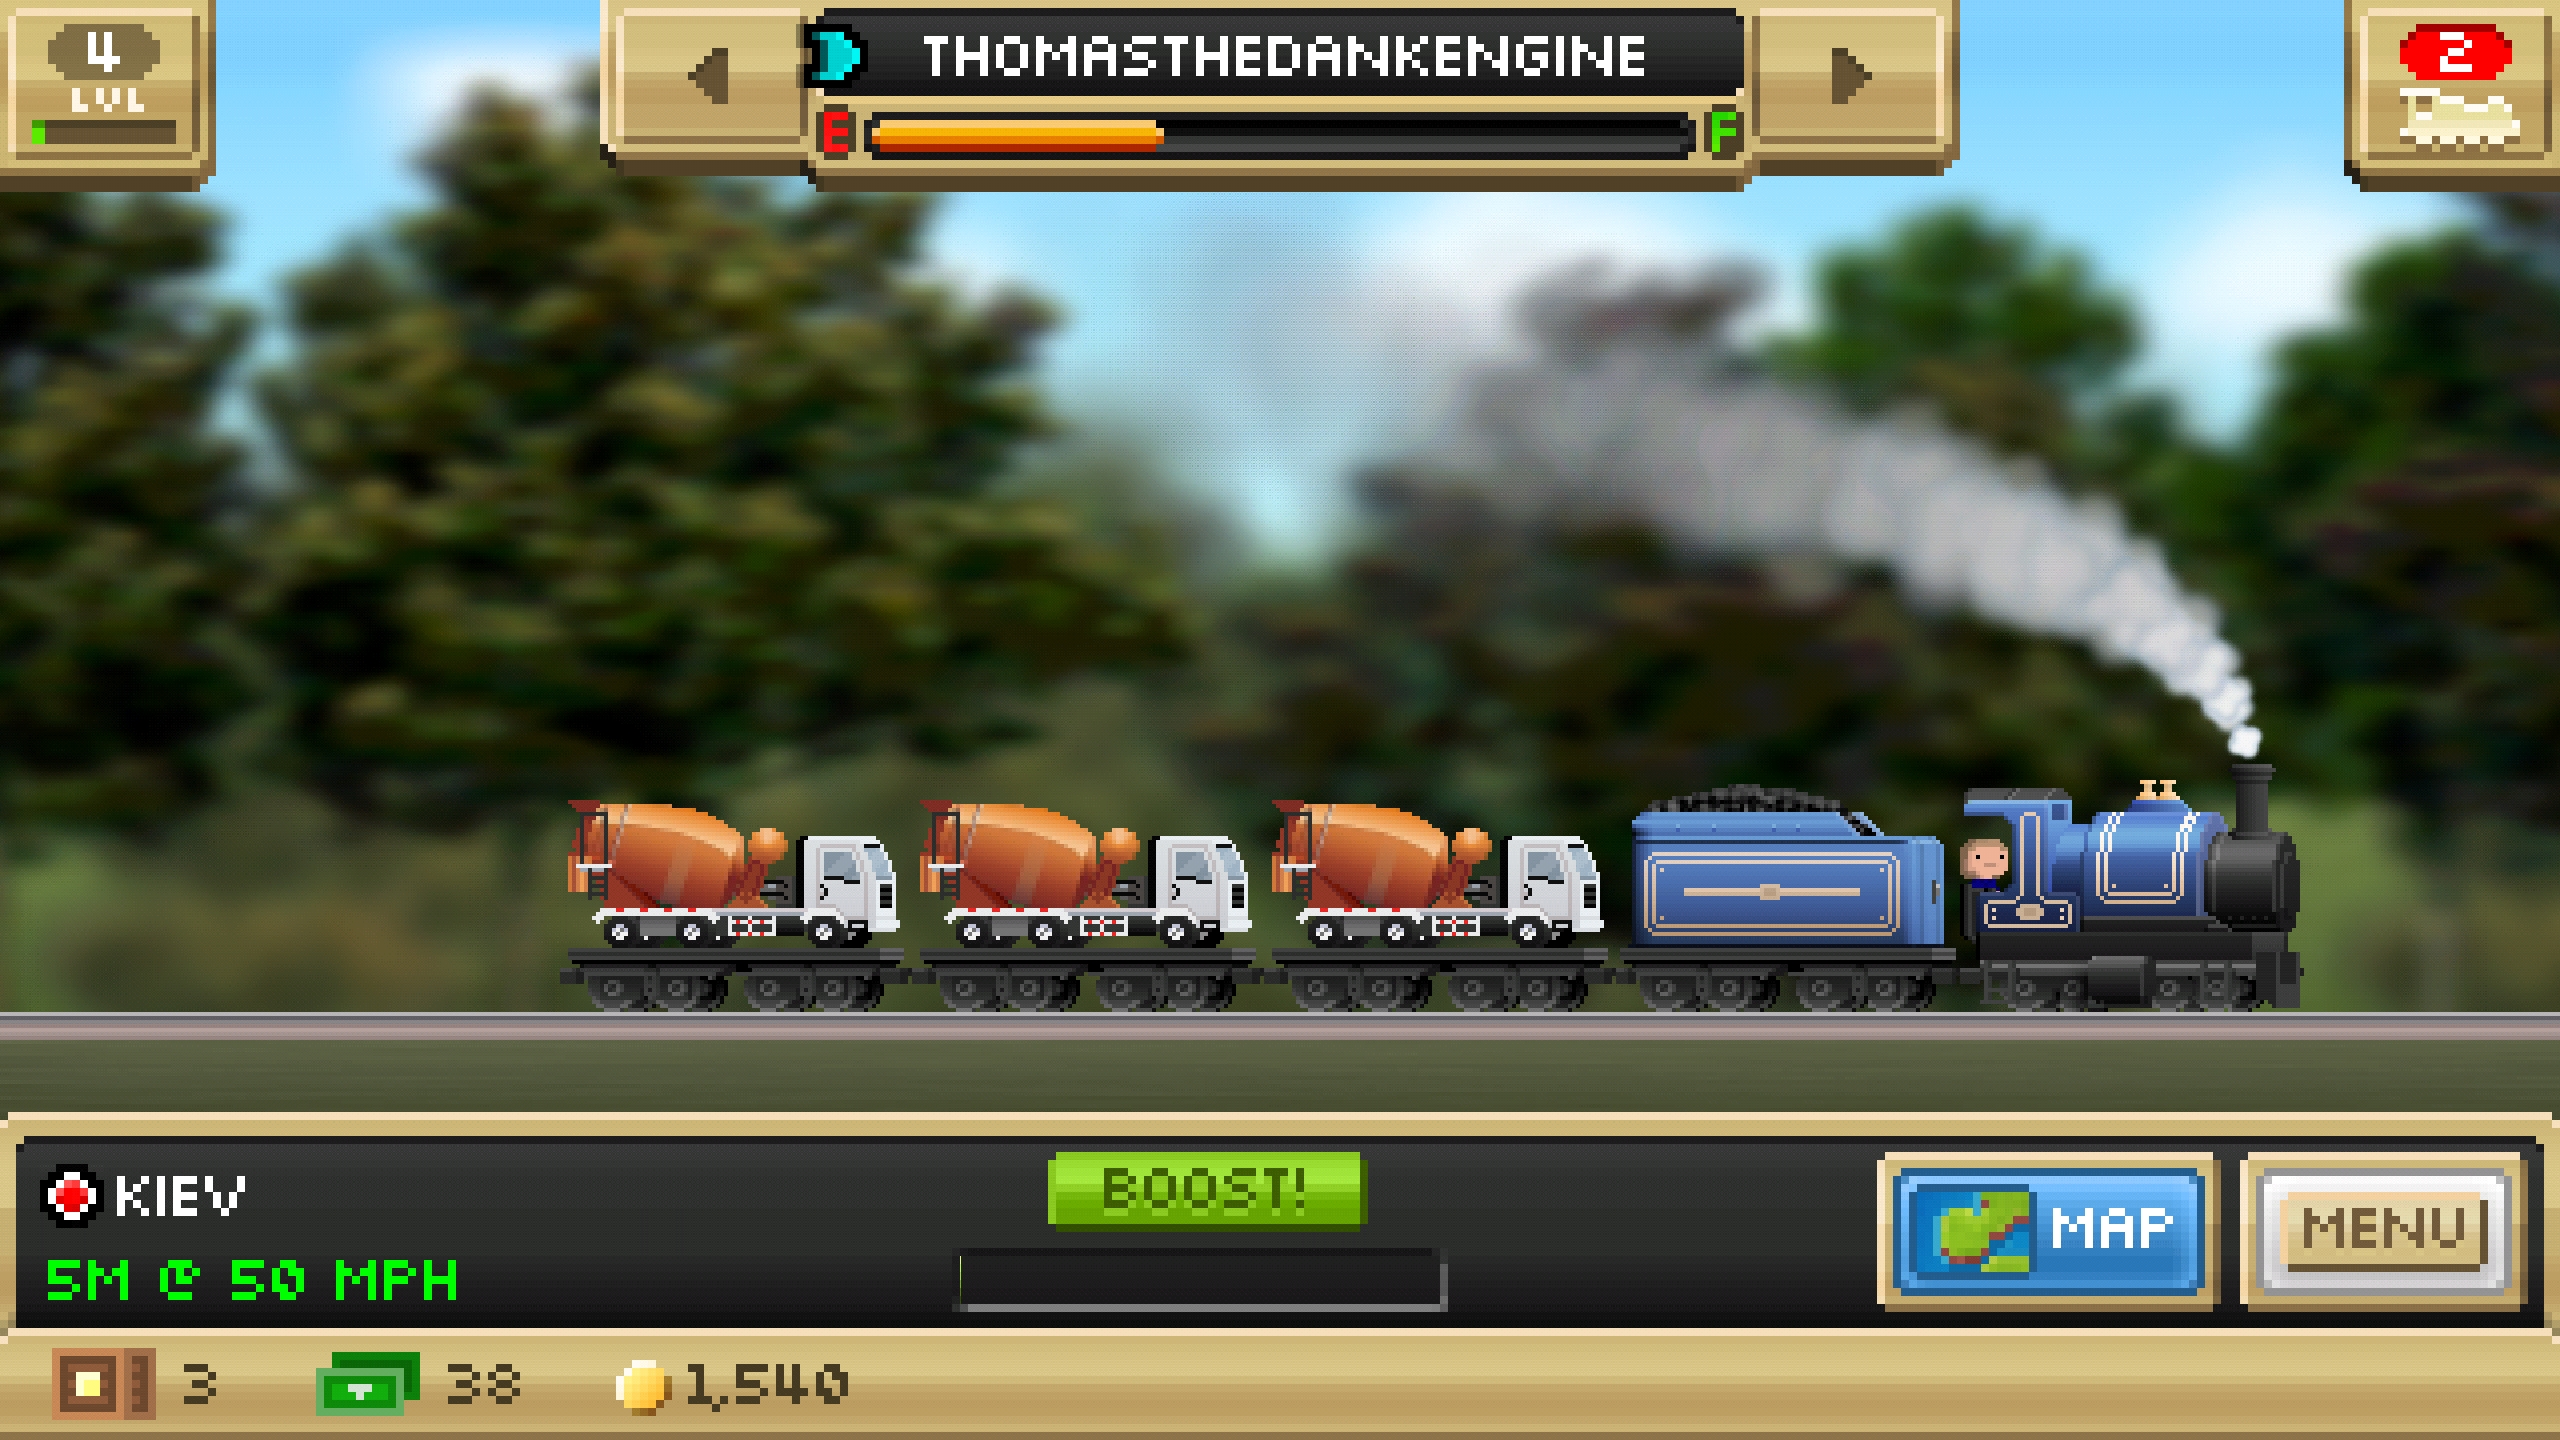 4
LVL
THOMASTHEDANKENGINE
E F
2
KIEV
5M @ 50 MPH
BOOST!
MAP
MENU
3 38 1,540